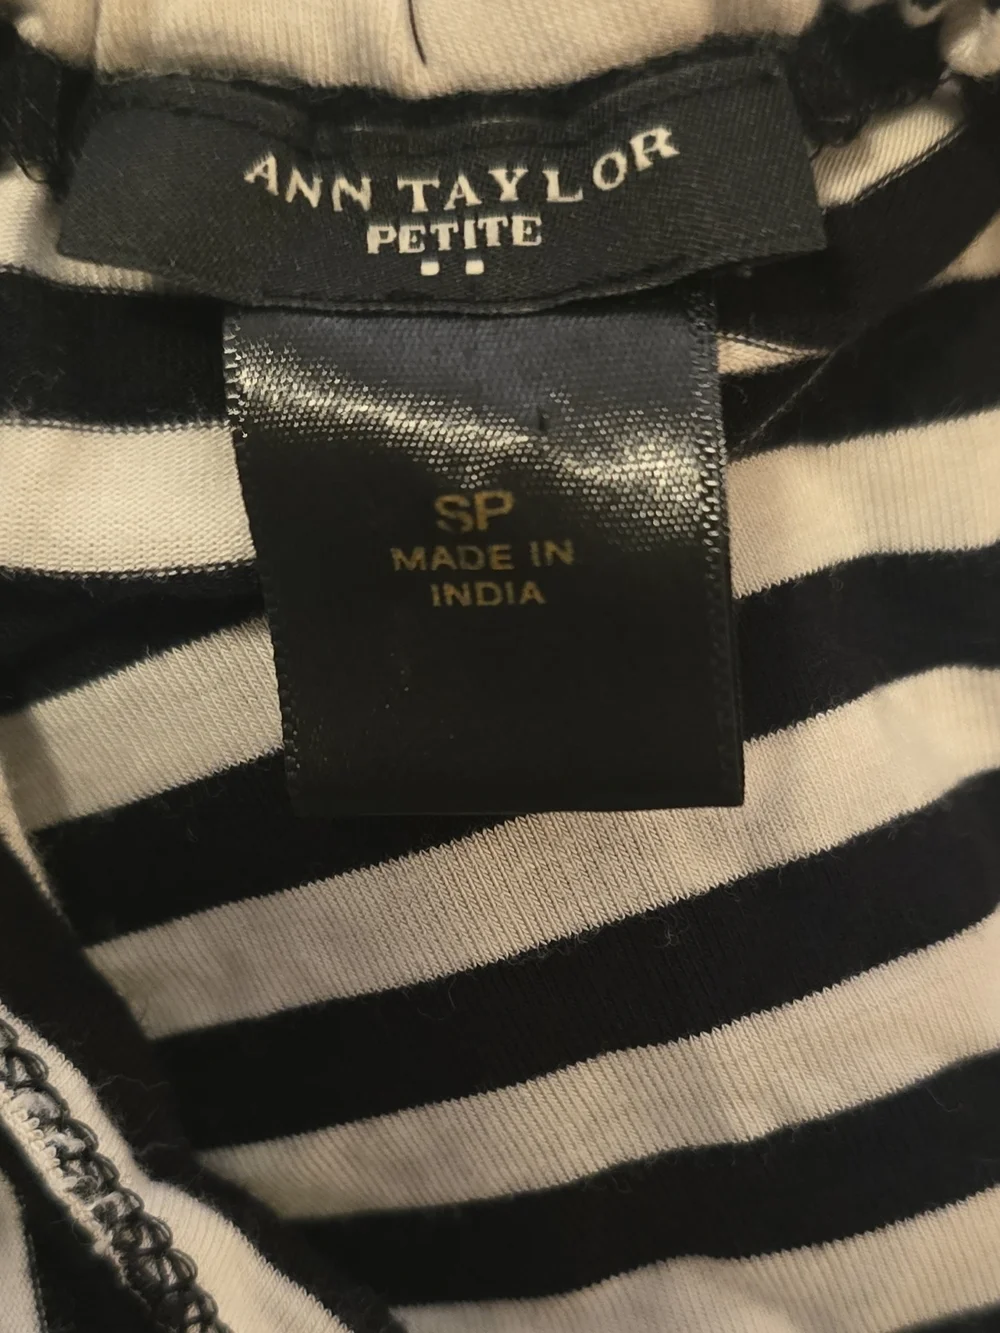 ANN TAYLOR
PETITE
SP
MADE IN
INDIA